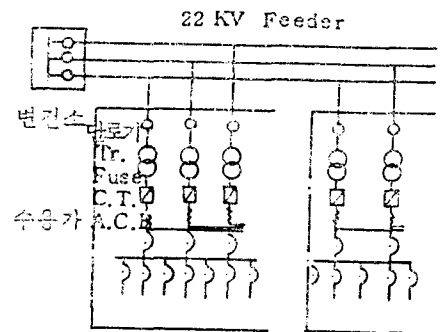 22 KV Feeder
변전소
단로기
Tr.
Fuse
C.T.
수용가 A.C.B